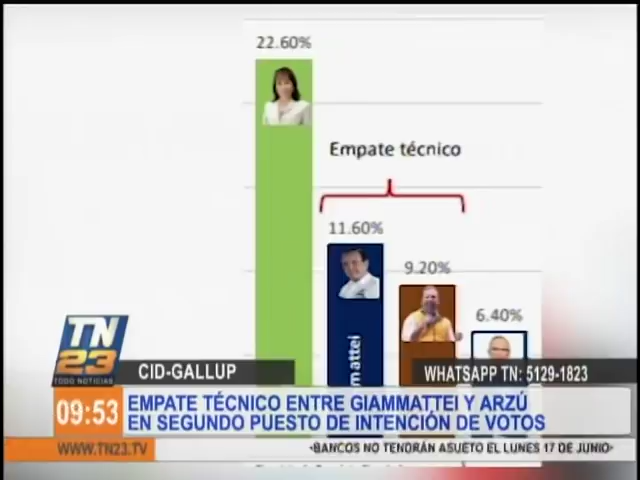 22.60%
Empate técnico
11.60%
9.20%
6.40%
mattei
TN
23
TODO NOTICIAS
CID-GALLUP
WHATSAPP TN: 5129-1823
09:53
EMPATE TÉCNICO ENTRE GIAMMATTEI Y ARZÚ
EN SEGUNDO PUESTO DE INTENCIÓN DE VOTOS
WWW.TN23.TV
•BANCOS NO TENDRÁN ASUETO EL LUNES 17 DE JUNIO•